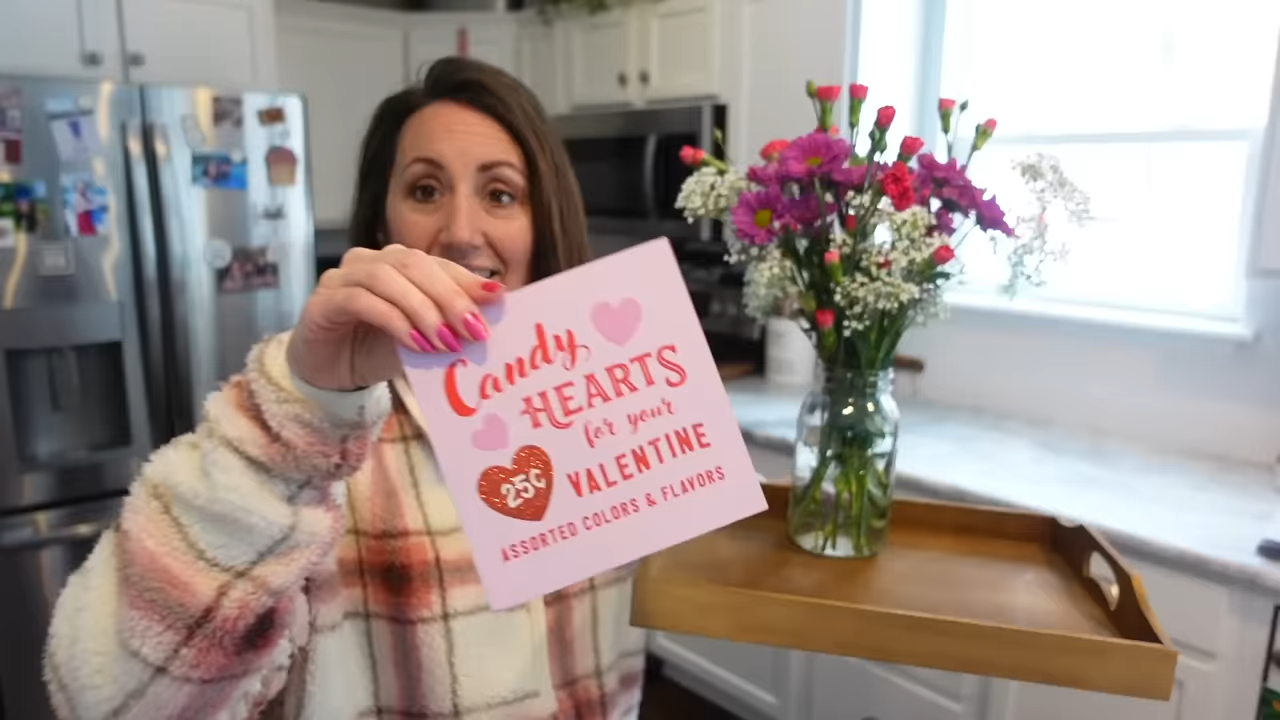 Candy
HEARTS
for your
25¢ VALENTINE
ASSORTED COLORS & FLAVORS